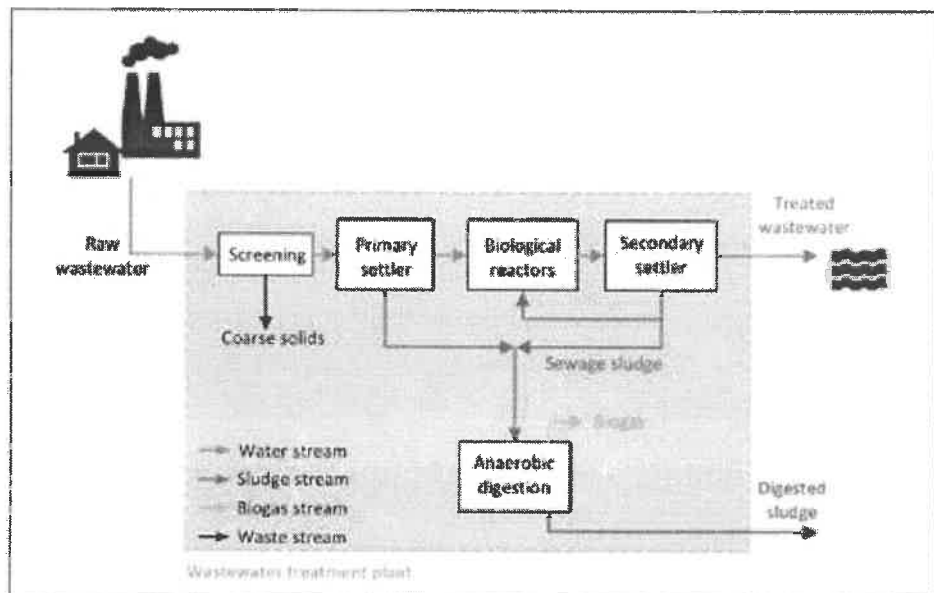 Treated
wastewater
Raw
wastewater
Screening
Primary
settler
Biological
reactors
Secondary
settler
Coarse solids
Sewage sludge
Biogas
Anaerobic
digestion
Water stream
Sludge stream
Biogas stream
Waste stream
Digested
sludge
Wastewater treatment plant